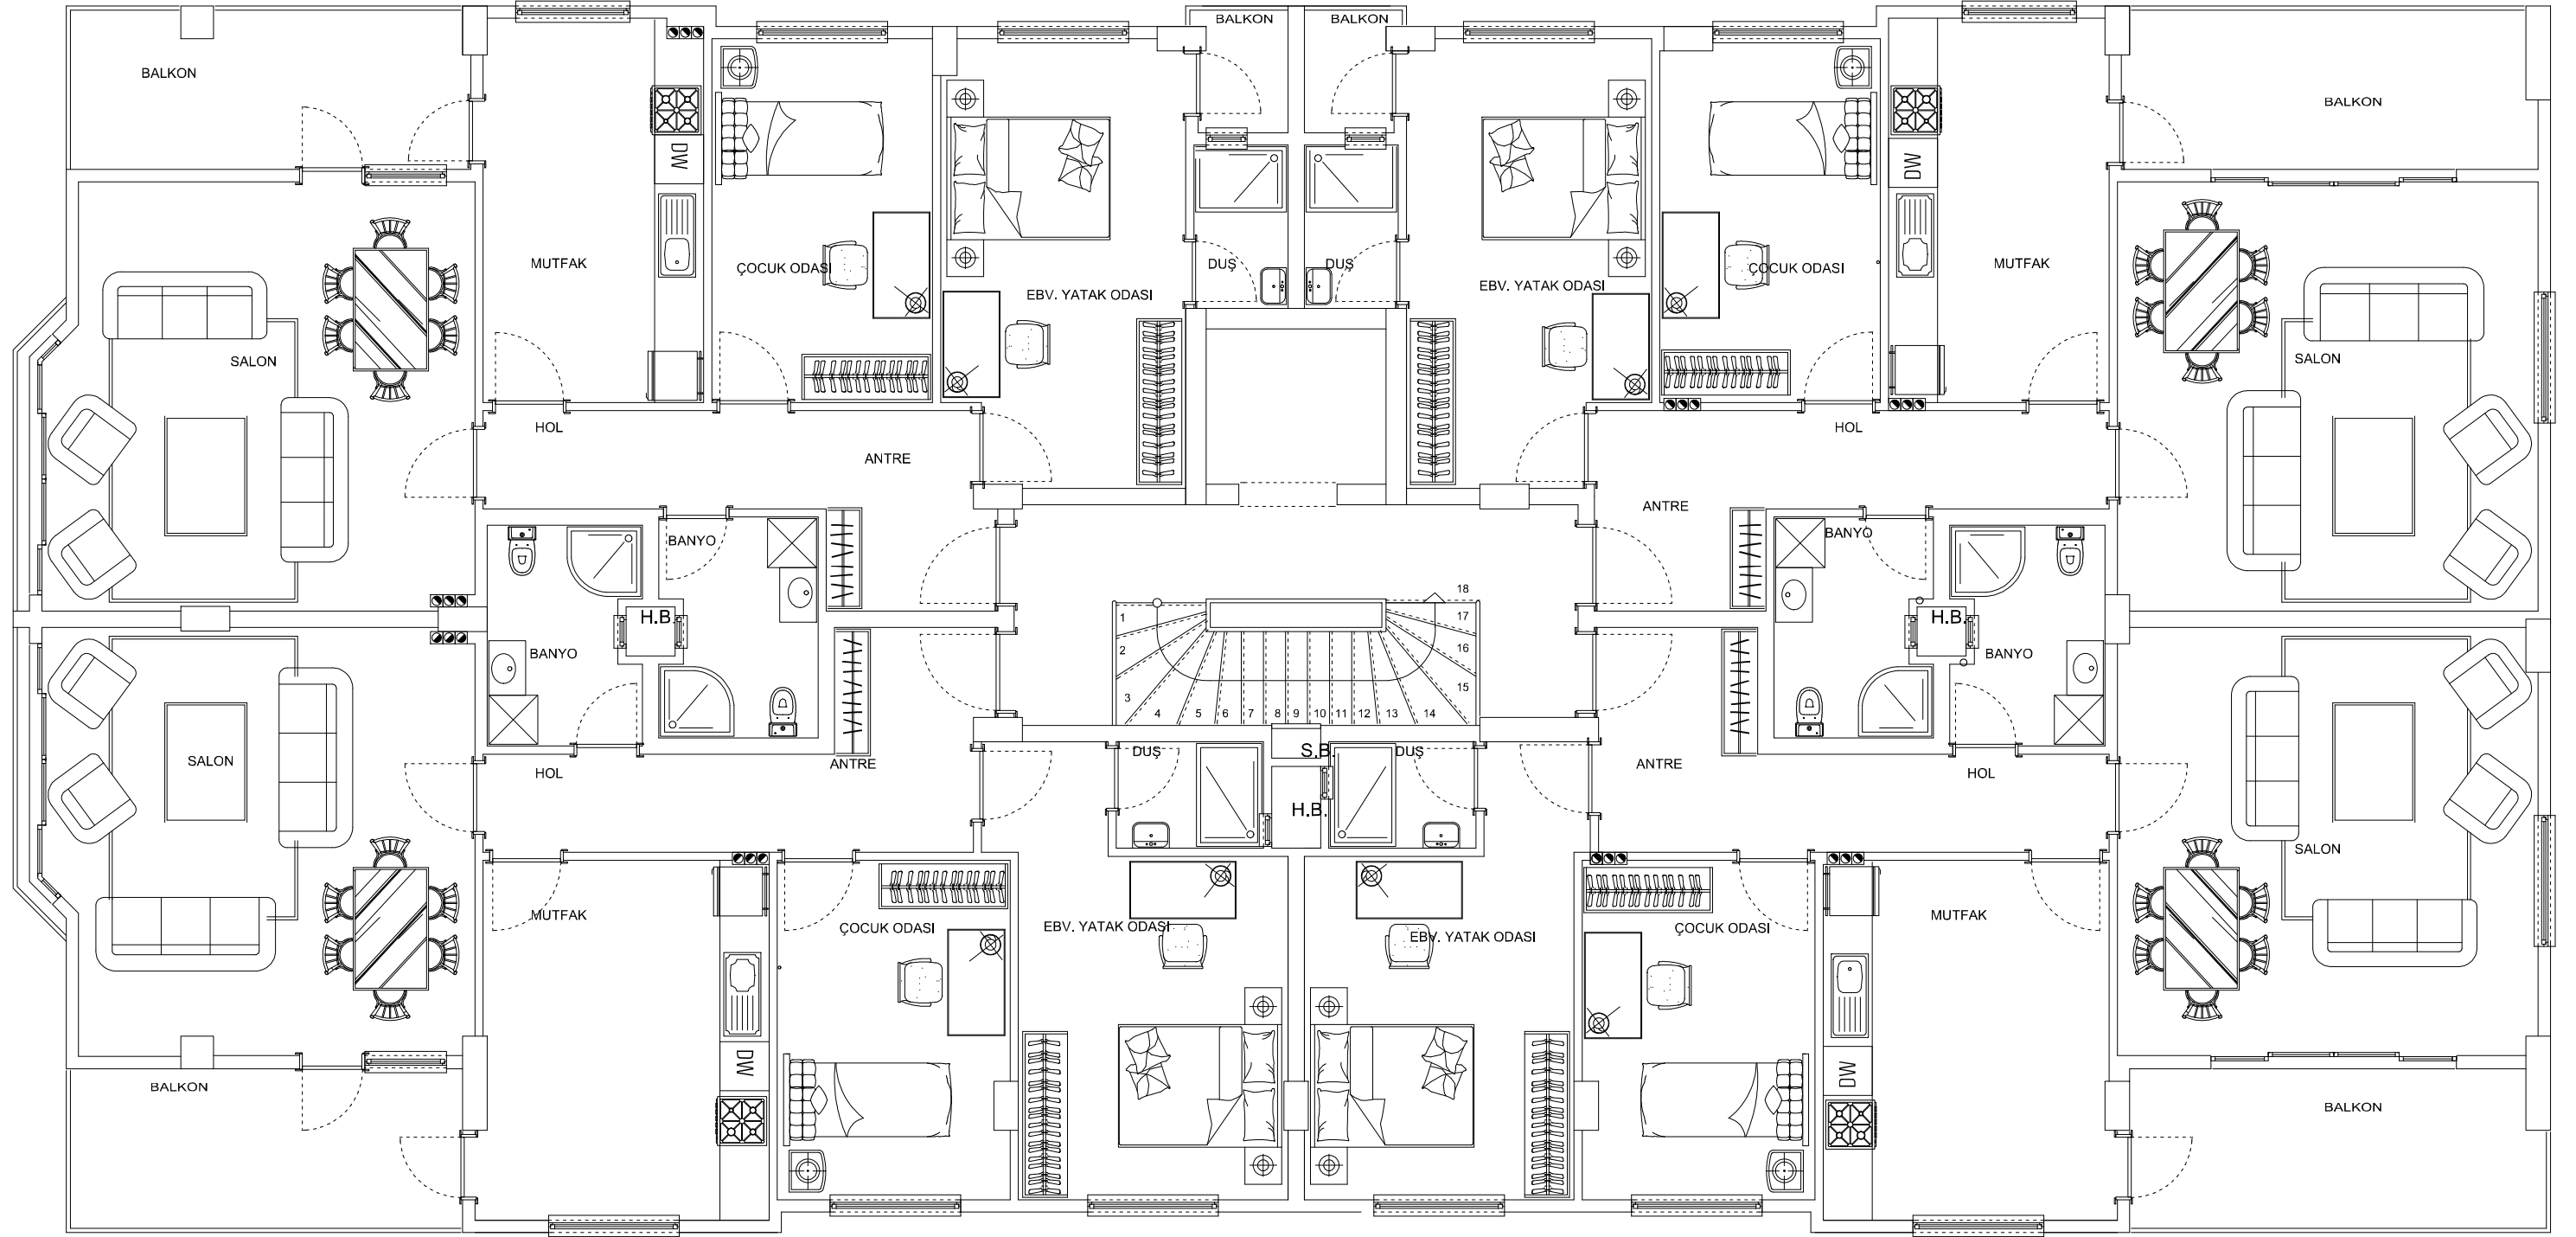 BALKON
BALKON
BALKON
BALKON
DW
DW
MUTFAK
ÇOCUK ODASI
EBV. YATAK ODASI
DUŞ
DUŞ
EBV. YATAK ODASI
ÇOCUK ODASI
MUTFAK
SALON
SALON
HOL
ANTRE
HOL
ANTRE
BANYO
BANYO
H.B.
H.B.
BANYO
BANYO
1
2
3
4
5
6
7
8
9
10
11
12
13
14
15
16
17
18
SALON
HOL
ANTRE
DUŞ
S.B.
H.B.
DUŞ
ANTRE
HOL
SALON
MUTFAK
ÇOCUK ODASI
EBV. YATAK ODASI
EBV. YATAK ODASI
ÇOCUK ODASI
MUTFAK
DW
DW
BALKON
BALKON